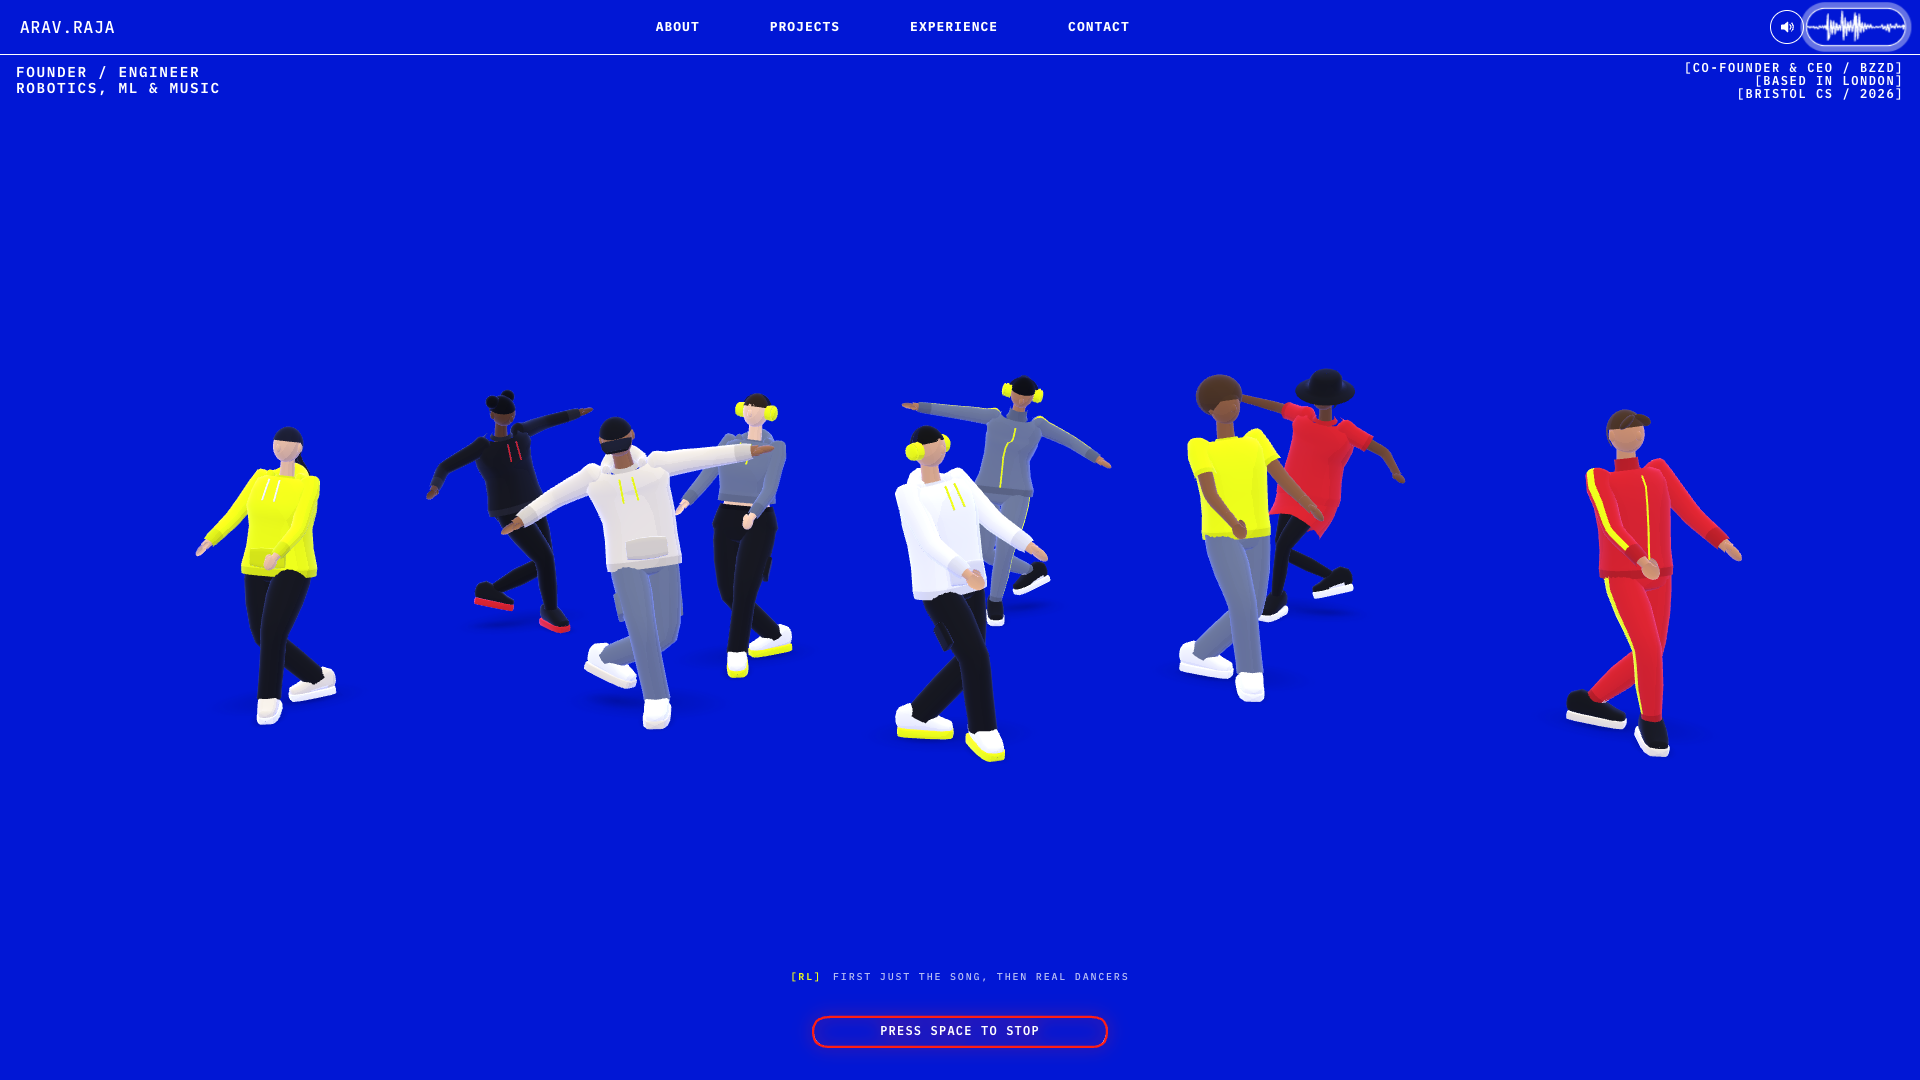 ARAV.RAJA
ABOUT
PROJECTS
EXPERIENCE
CONTACT
FOUNDER / ENGINEER
ROBOTICS, ML & MUSIC
[CO-FOUNDER & CEO / BZZD]
[BASED IN LONDON]
[BRISTOL CS / 2026]
[RL] FIRST JUST THE SONG, THEN REAL DANCERS
PRESS SPACE TO STOP